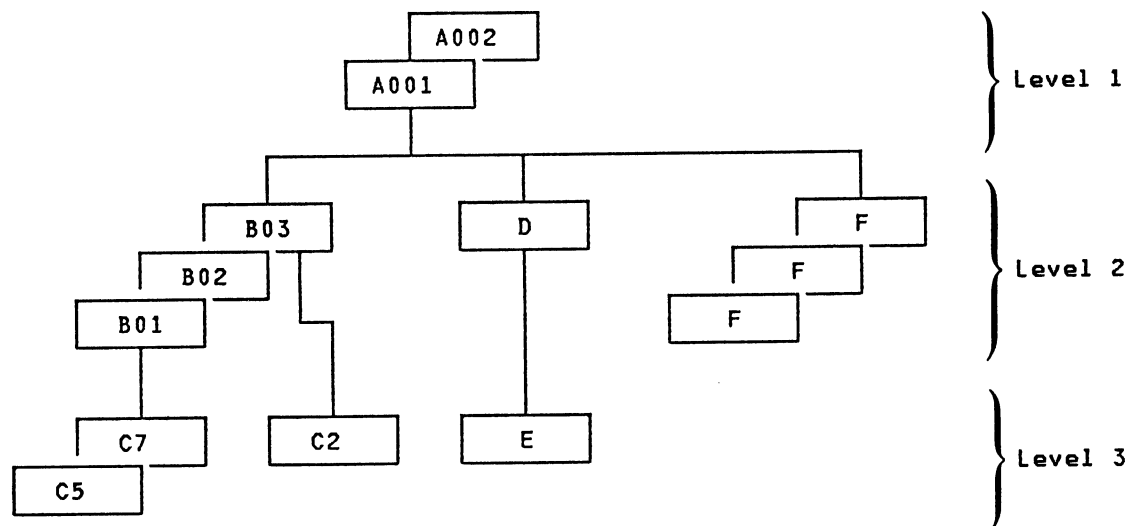 A002
A001
Level 1
B03
D
F
B02
F
Level 2
B01
F
C7
C2
E
Level 3
C5